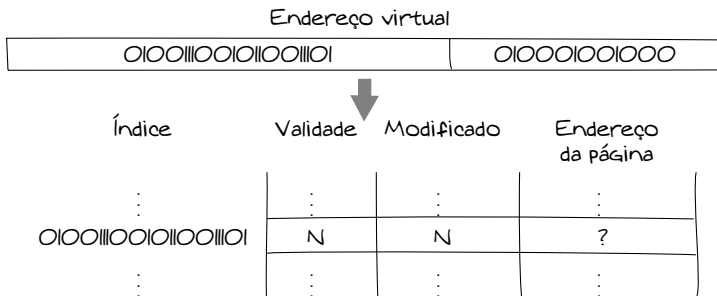 Endereço virtual
01001110010110011101 010001001000
Índice Validade Modificado Endereço
da página
⋮ ⋮ ⋮ ⋮
01001110010110011101 N N ?
⋮ ⋮ ⋮ ⋮